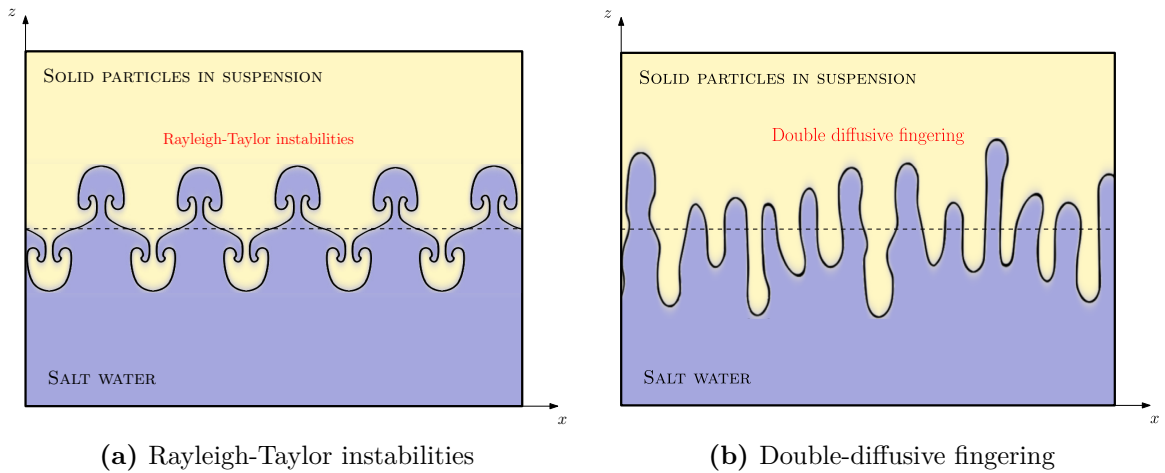 z
Solid particles in suspension
Rayleigh-Taylor instabilities
Salt water
x
(a) Rayleigh-Taylor instabilities
z
Solid particles in suspension
Double diffusive fingering
Salt water
x
(b) Double-diffusive fingering